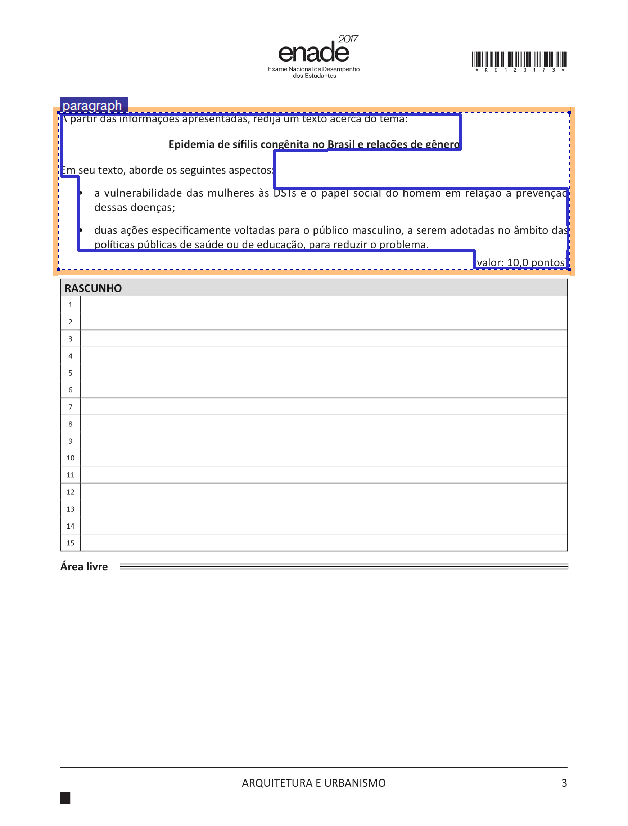 2017
enade
Exame Nacional de Desempenho
dos Estudantes
*R0120173*
paragraph
A partir das informações apresentadas, redija um texto acerca do tema:
Epidemia de sífilis congênita no Brasil e relações de gênero
Em seu texto, aborde os seguintes aspectos:
• a vulnerabilidade das mulheres às DSTs e o papel social do homem em relação à prevenção
dessas doenças;
• duas ações especificamente voltadas para o público masculino, a serem adotadas no âmbito das
políticas públicas de saúde ou de educação, para reduzir o problema.
(valor: 10,0 pontos)
RASCUNHO
1
2
3
4
5
6
7
8
9
10
11
12
13
14
15
Área livre
ARQUITETURA E URBANISMO 3